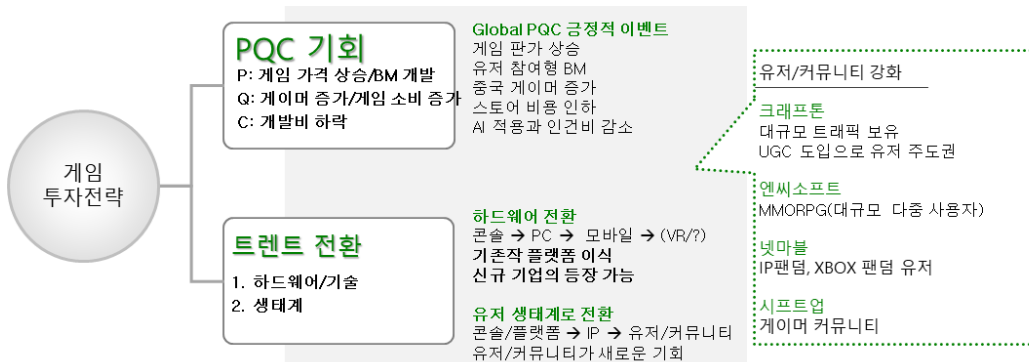 게임
투자전략
PQC 기회
P: 게임 가격 상승/BM 개발
Q: 게이머 증가/게임 소비 증가
C: 개발비 하락
트렌트 전환
1. 하드웨어/기술
2. 생태계
Global PQC 긍정적 이벤트
게임 판가 상승
유저 참여형 BM
중국 게이머 증가
스토어 비용 인하
AI 적용과 인건비 감소
하드웨어 전환
콘솔 → PC → 모바일 → (VR/?)
기존작 플랫폼 이식
신규 기업의 등장 가능
유저 생태계로 전환
콘솔/플랫폼 → IP → 유저/커뮤니티
유저/커뮤니티가 새로운 기회
유저/커뮤니티 강화
크래프톤
대규모 트래픽 보유
UGC 도입으로 유저 주도권
엔씨소프트
MMORPG(대규모 다중 사용자)
넷마블
IP팬덤, XBOX 팬덤 유저
시프트업
게이머 커뮤니티